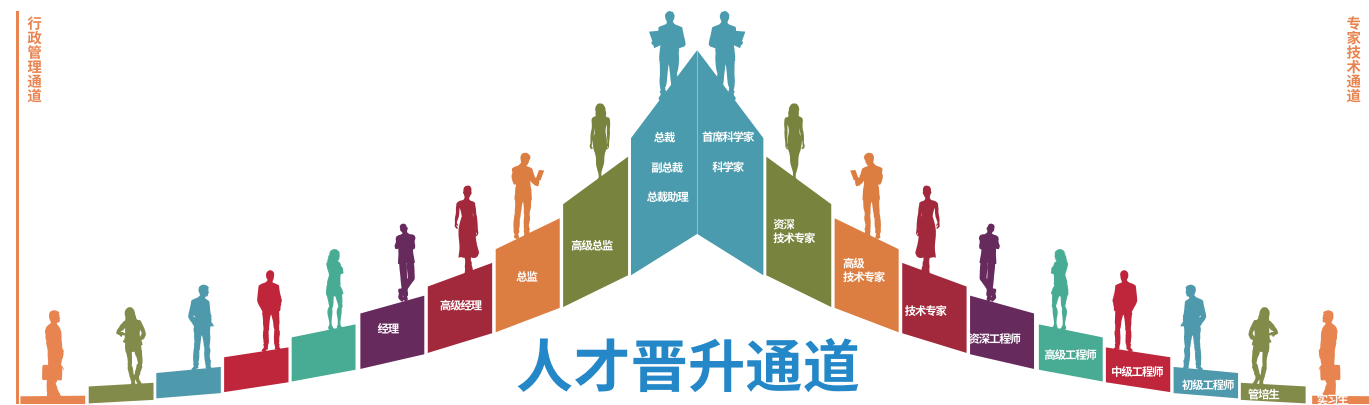 行政管理通道
专家技术通道
总裁
副总裁
总裁助理
首席科学家
科学家
高级总监
总监
高级经理
经理
资深
技术专家
高级
技术专家
技术专家
资深工程师
高级工程师
中级工程师
初级工程师
管培生
实习生
人才晋升通道